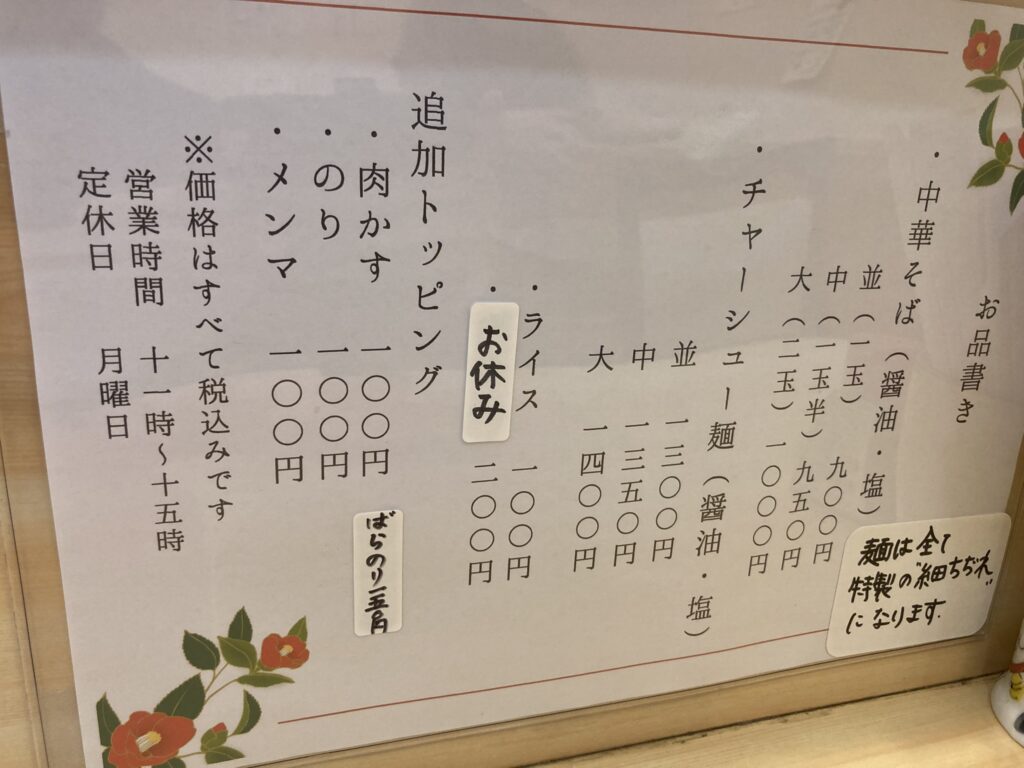 お品書き
・中華そば（醤油・塩）
並（一玉） 九〇〇円
中（一玉半） 九五〇円
大（二玉） 一〇〇〇円
・チャーシュー麺（醤油・塩）
並 一三〇〇円
中 一三五〇円
大 一四〇〇円
・ライス 一〇〇円
・お休み 二〇〇円
追加トッピング
・肉かす 一〇〇円
・のり 一〇〇円
・メンマ 一〇〇円
※価格はすべて税込みです
営業時間 十一時～十五時
定休日 月曜日
麺は全て
特製の"細ちぢれ"
になります.
ばらのり